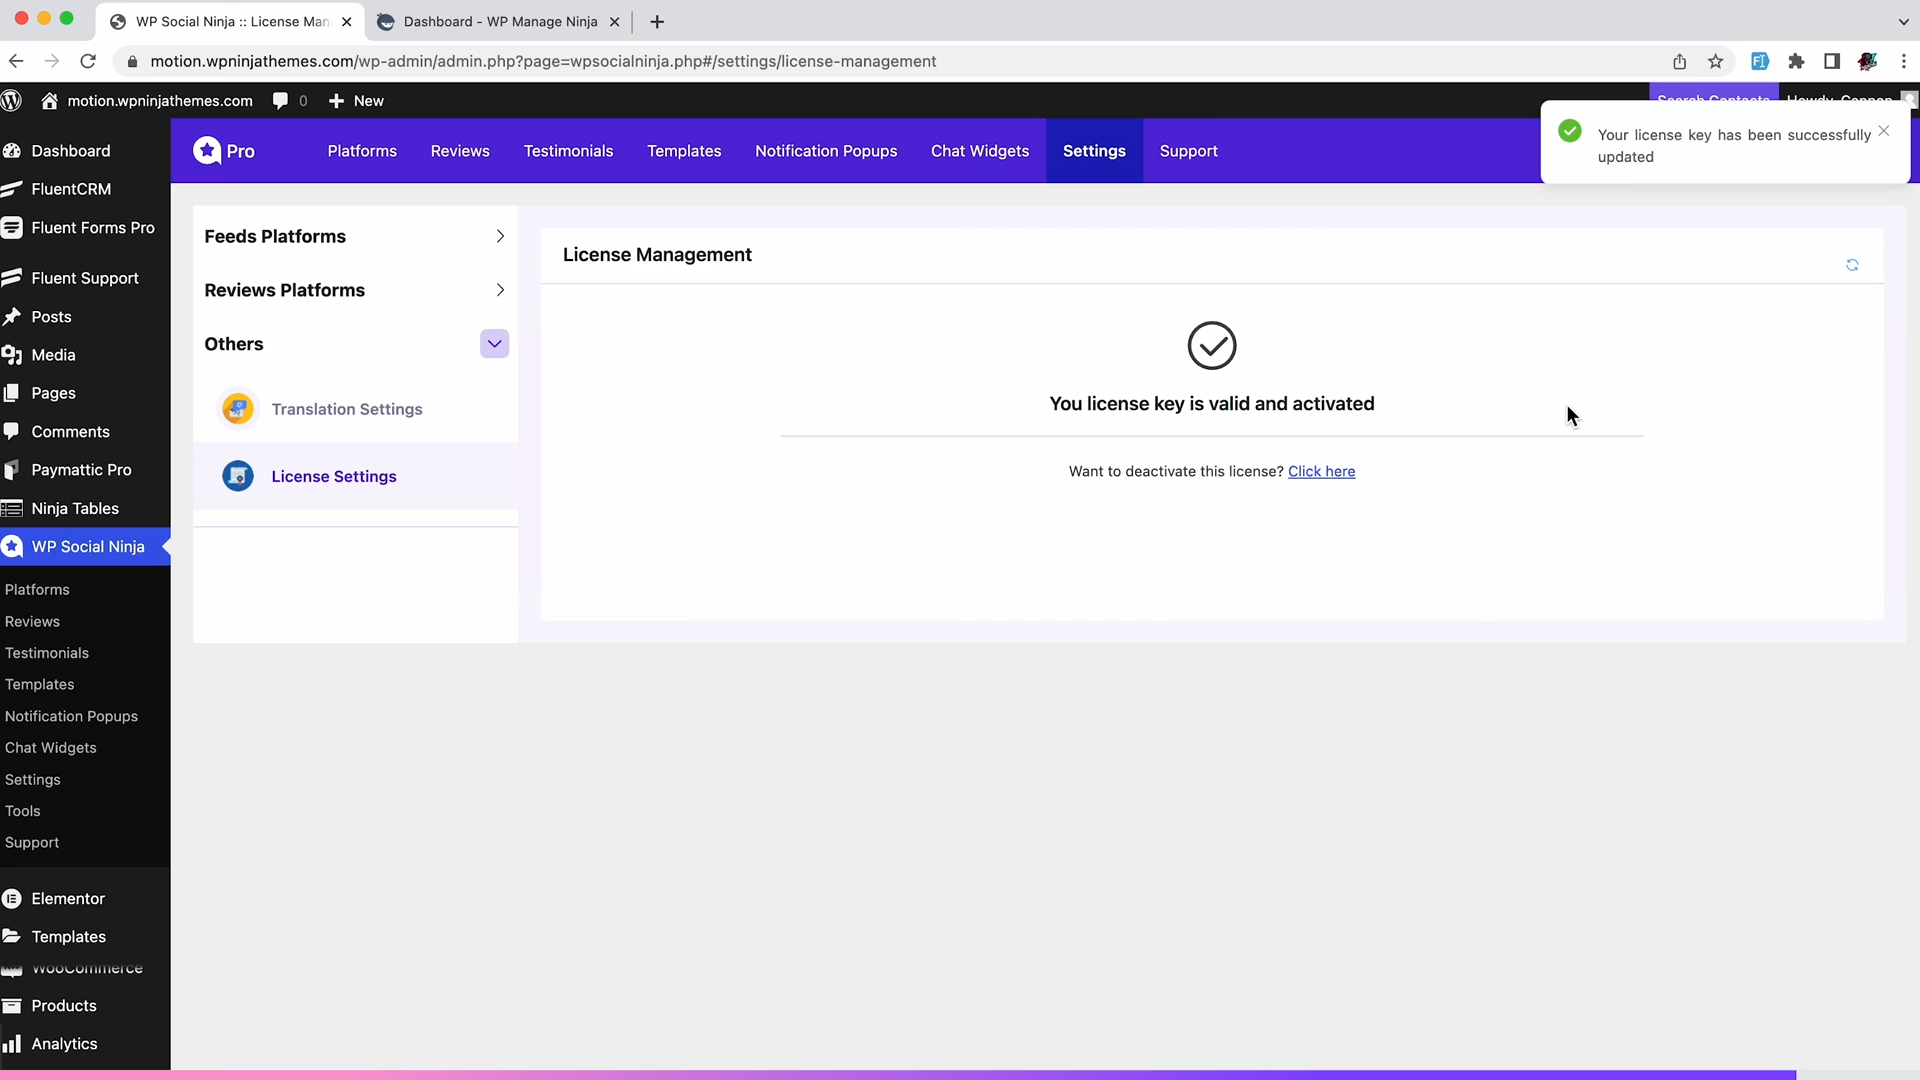 WP Social Ninja :: License Man
Dashboard - WP Manage Ninja
motion.wpninjathemes.com/wp-admin/admin.php?page=wpsocialninja.php#/settings/license-management
motion.wpninjathemes.com 0 New
Search Contacts Howdy, Cannon
Your license key has been successfully
updated
Pro Platforms Reviews Testimonials Templates Notification Popups Chat Widgets Settings Support
Dashboard
FluentCRM
Fluent Forms Pro
Fluent Support
Posts
Media
Pages
Comments
Paymattic Pro
Ninja Tables
WP Social Ninja
Platforms
Reviews
Testimonials
Templates
Notification Popups
Chat Widgets
Settings
Tools
Support
Elementor
Templates
WooCommerce
Products
Analytics
Feeds Platforms
Reviews Platforms
Others
Translation Settings
License Settings
License Management
You license key is valid and activated
Want to deactivate this license? Click here